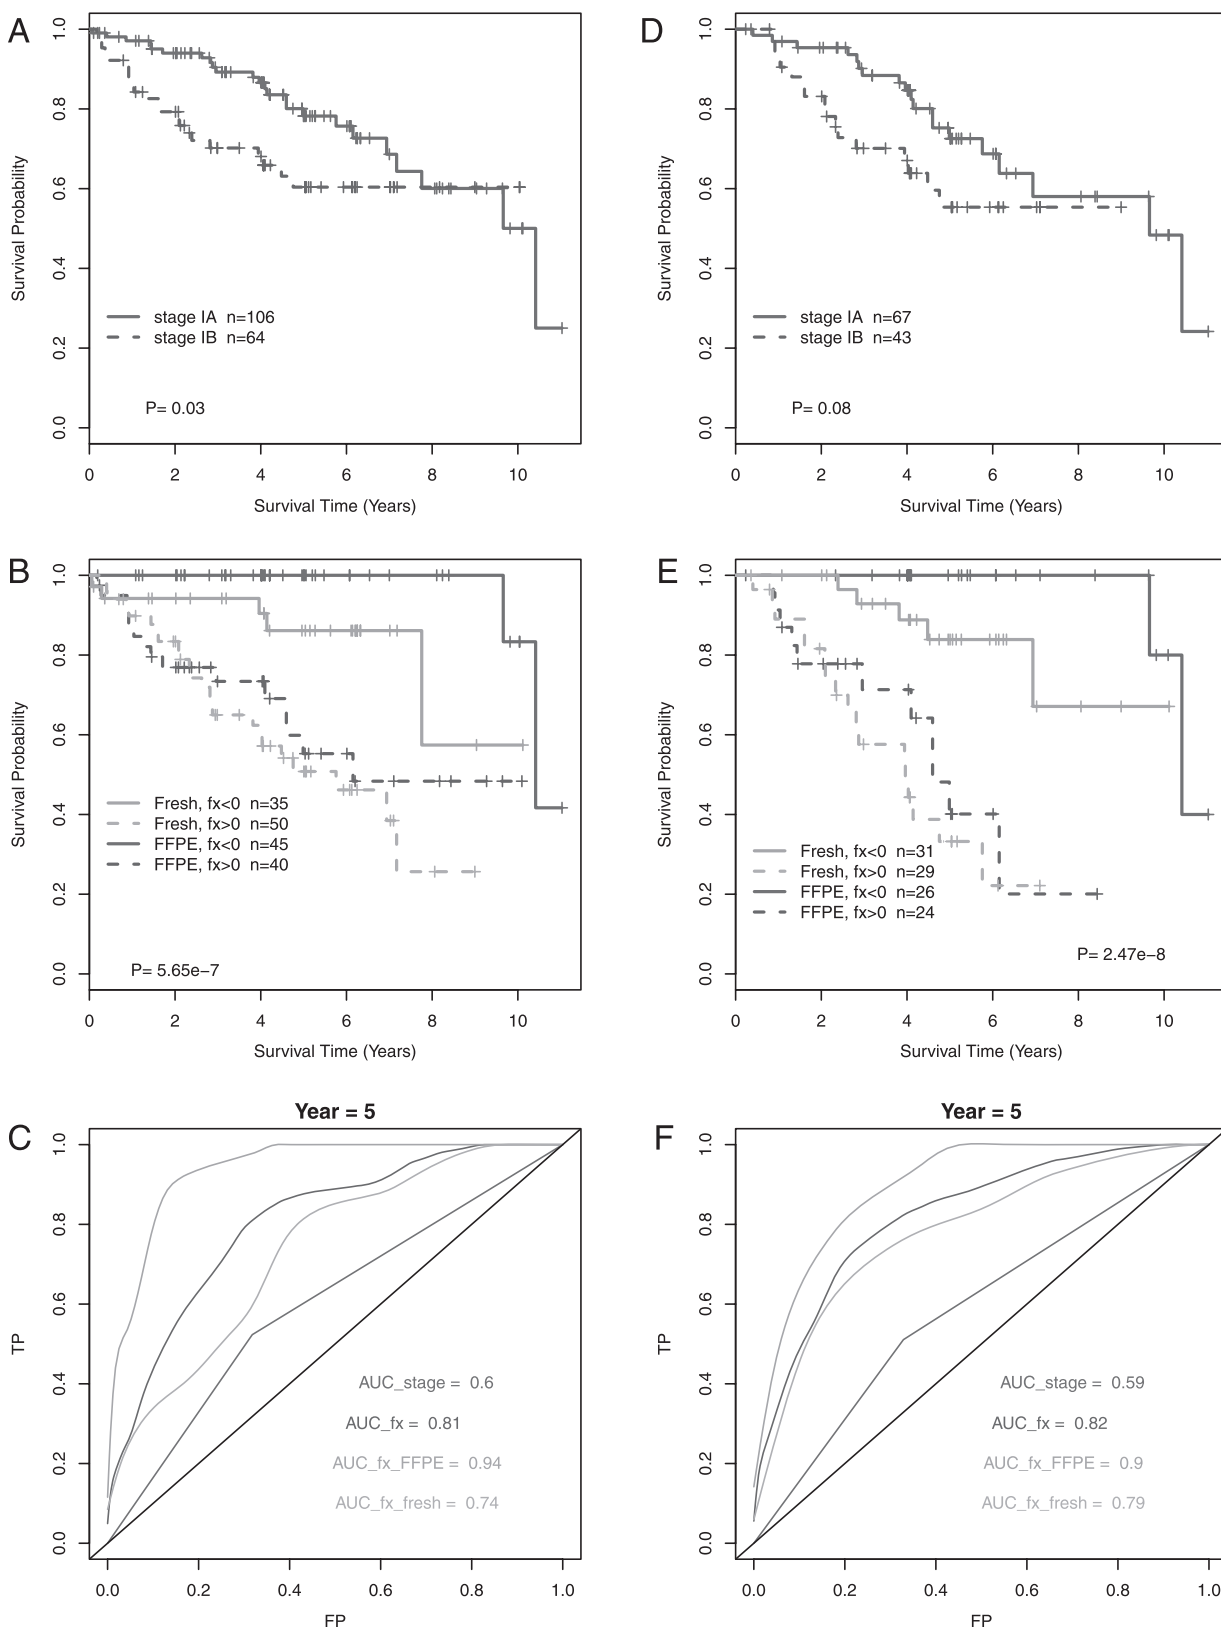 A
Survival Probability
1.0
0.8
0.6
0.4
0.2
0.0
stage IA n=106
stage IB n=64
P= 0.03
0 2 4 6 8 10
Survival Time (Years)
D
Survival Probability
1.0
0.8
0.6
0.4
0.2
0.0
stage IA n=67
stage IB n=43
P= 0.08
0 2 4 6 8 10
Survival Time (Years)
B
Survival Probability
1.0
0.8
0.6
0.4
0.2
0.0
Fresh, fx<0 n=35
Fresh, fx>0 n=50
FFPE, fx<0 n=45
FFPE, fx>0 n=40
P= 5.65e−7
0 2 4 6 8 10
Survival Time (Years)
E
Survival Probability
1.0
0.8
0.6
0.4
0.2
0.0
Fresh, fx<0 n=31
Fresh, fx>0 n=29
FFPE, fx<0 n=26
FFPE, fx>0 n=24
P= 2.47e−8
0 2 4 6 8 10
Survival Time (Years)
C
Year = 5
TP
1.0
0.8
0.6
0.4
0.2
0.0
AUC_stage = 0.6
AUC_fx = 0.81
AUC_fx_FFPE = 0.94
AUC_fx_fresh = 0.74
0.0 0.2 0.4 0.6 0.8 1.0
FP
F
Year = 5
TP
1.0
0.8
0.6
0.4
0.2
0.0
AUC_stage = 0.59
AUC_fx = 0.82
AUC_fx_FFPE = 0.9
AUC_fx_fresh = 0.79
0.0 0.2 0.4 0.6 0.8 1.0
FP